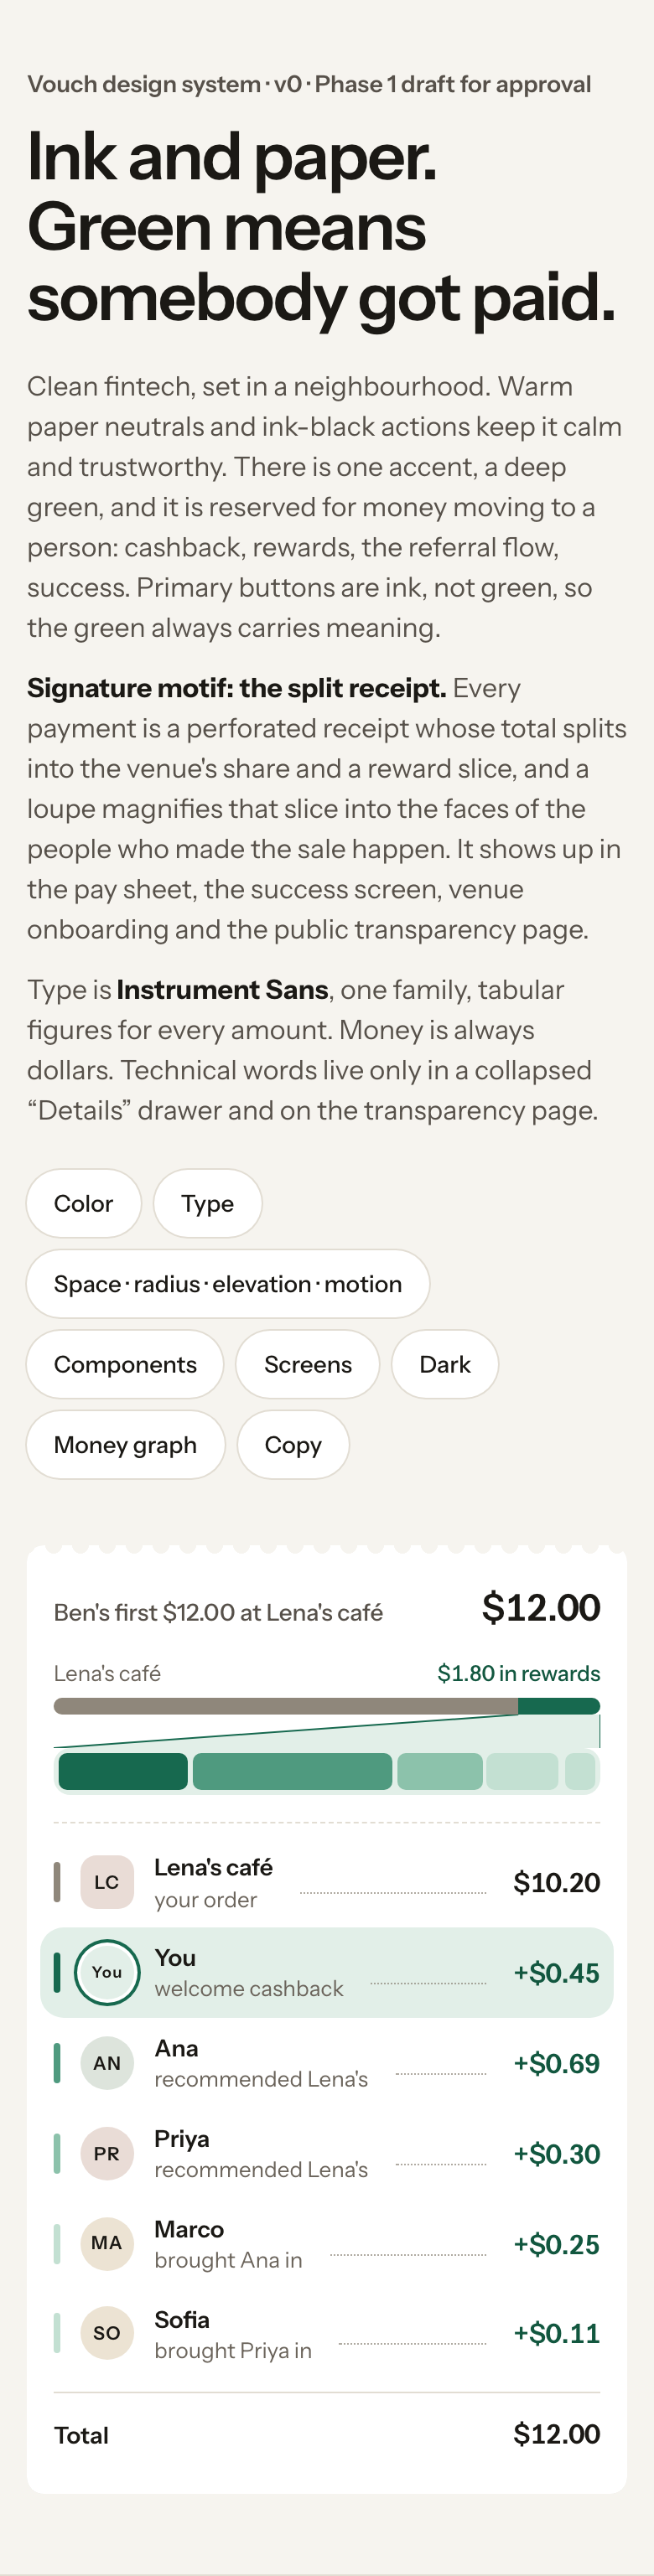 Vouch design system · v0 · Phase 1 draft for approval
Ink and paper.
Green means
somebody got paid.
Clean fintech, set in a neighbourhood. Warm
paper neutrals and ink-black actions keep it calm
and trustworthy. There is one accent, a deep
green, and it is reserved for money moving to a
person: cashback, rewards, the referral flow,
success. Primary buttons are ink, not green, so
the green always carries meaning.
Signature motif: the split receipt. Every
payment is a perforated receipt whose total splits
into the venue's share and a reward slice, and a
loupe magnifies that slice into the faces of the
people who made the sale happen. It shows up in
the pay sheet, the success screen, venue
onboarding and the public transparency page.
Type is Instrument Sans, one family, tabular
figures for every amount. Money is always
dollars. Technical words live only in a collapsed
“Details” drawer and on the transparency page.
Color Type
Space · radius · elevation · motion
Components Screens Dark
Money graph Copy
Ben's first $12.00 at Lena's café $12.00
Lena's café $1.80 in rewards
LC Lena's café $10.20
your order
You You +$0.45
welcome cashback
AN Ana +$0.69
recommended Lena's
PR Priya +$0.30
recommended Lena's
MA Marco +$0.25
brought Ana in
SO Sofia +$0.11
brought Priya in
Total $12.00